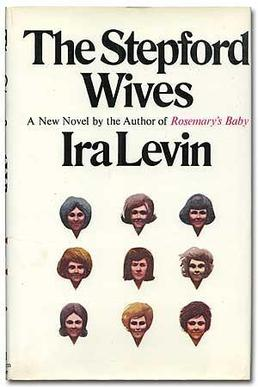 The Stepford
Wives
A New Novel by the Author of Rosemary's Baby
Ira Levin